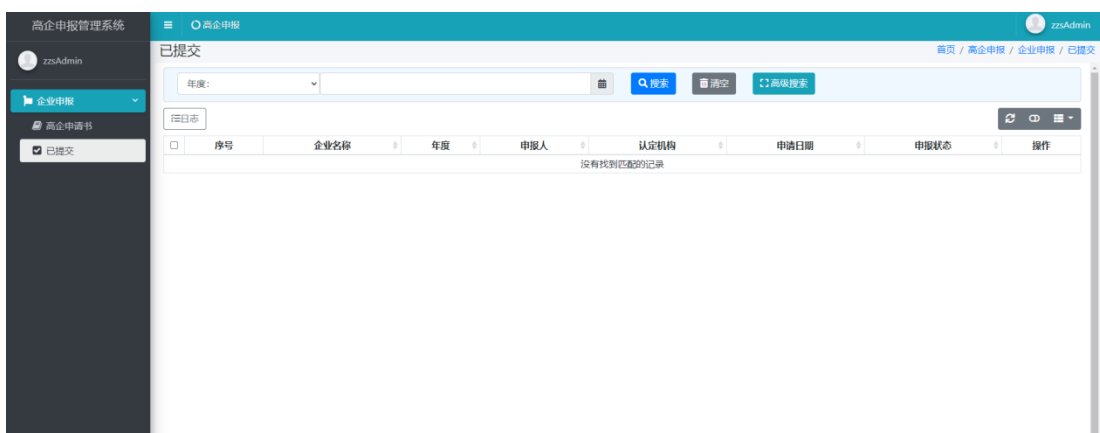 高企申报管理系统
高企申报
zzsAdmin
zzsAdmin
企业申报
高企申请书
已提交
已提交
首页 / 高企申报 / 企业申报 / 已提交
年度:
搜索
清空
高级搜索
日志
序号 企业名称 年度 申报人 认定机构 申请日期 申报状态 操作
没有找到匹配的记录